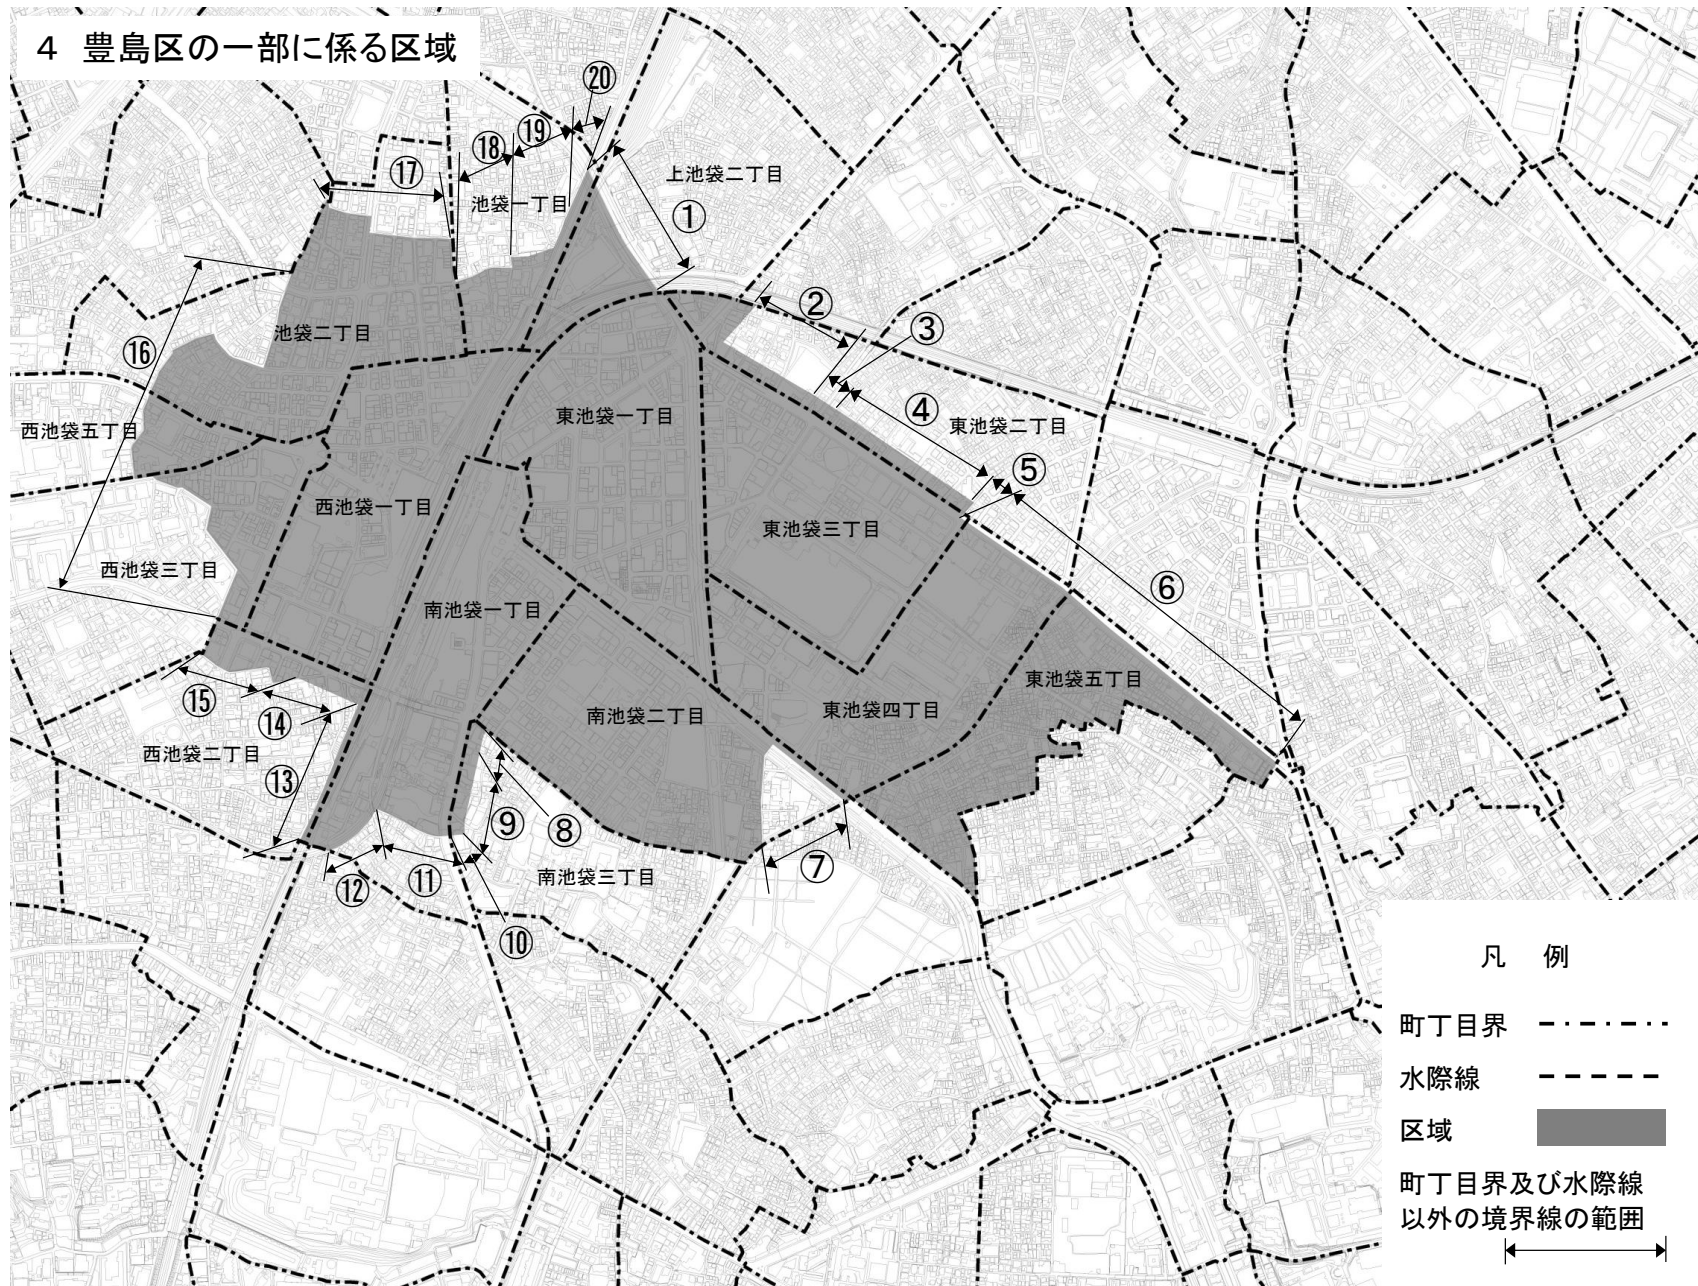 4 豊島区の一部に係る区域
⑳
⑲
⑱
⑰
池袋一丁目
上池袋二丁目
①
②
③
池袋二丁目
⑯
④
東池袋一丁目
東池袋二丁目
西池袋五丁目
⑤
西池袋一丁目
東池袋三丁目
西池袋三丁目
⑥
南池袋一丁目
東池袋五丁目
⑮
⑭
南池袋二丁目
東池袋四丁目
西池袋二丁目
⑬
⑨
⑧
⑦
⑫
⑪
南池袋三丁目
⑩
凡 例
町丁目界
水際線
区域
町丁目界及び水際線
以外の境界線の範囲